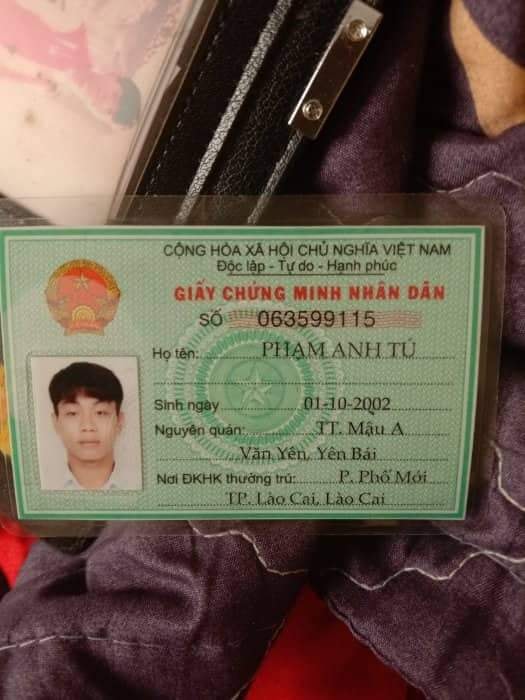 CỘNG HÒA XÃ HỘI CHỦ NGHĨA VIỆT NAM
Độc lập - Tự do - Hạnh phúc
GIẤY CHỨNG MINH NHÂN DÂN
SỐ 063599115
Họ tên: PHẠM ANH TÚ
Sinh ngày 01-10-2002
Nguyên quán: TT. Mậu A
Văn Yên, Yên Bái
Nơi ĐKHK thường trú: P. Phố Mới
TP. Lào Cai, Lào Cai